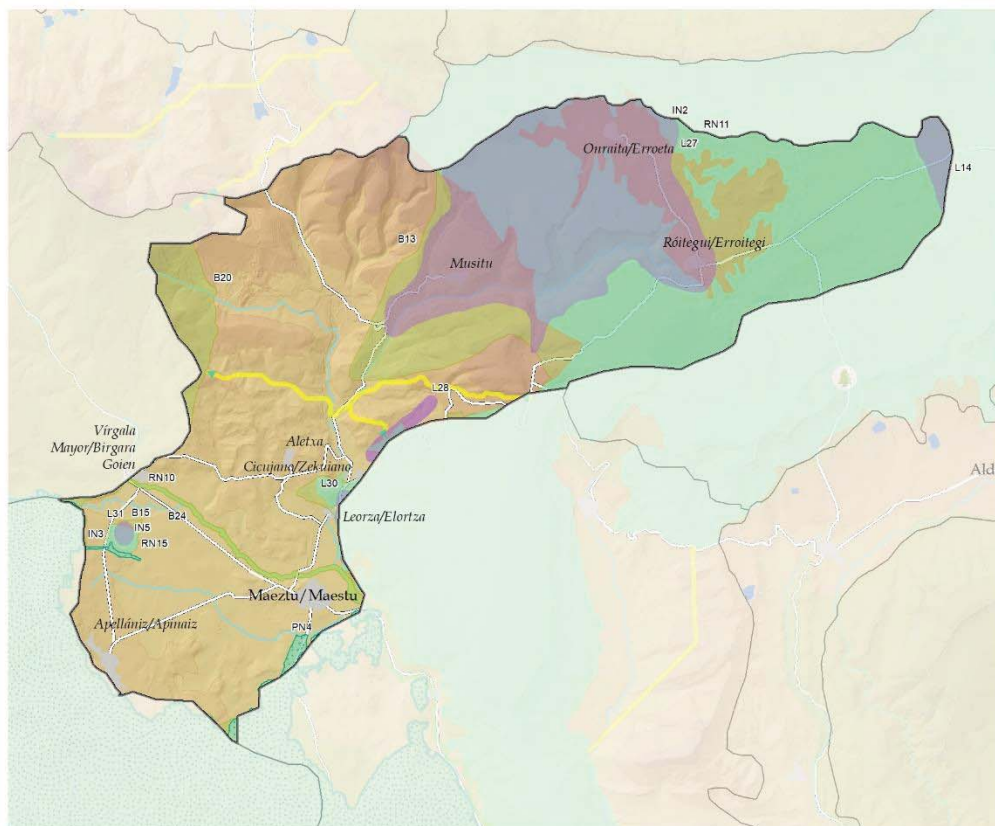 IN2
RN11
Onraita/Erroeta
L27
L14
B13
Róitegui/Erroitegi
Musitu
B20
L28
Vírgala
Mayor/Birgara
Goien
Aletxa
Cicujano/Zekuiano
RN10
L30
Ald
L31
B15
B24
Leorza/Elortza
IN3
IN5
RN15
Maeztu/Maestu
Apellániz/Apinaiz
PN4